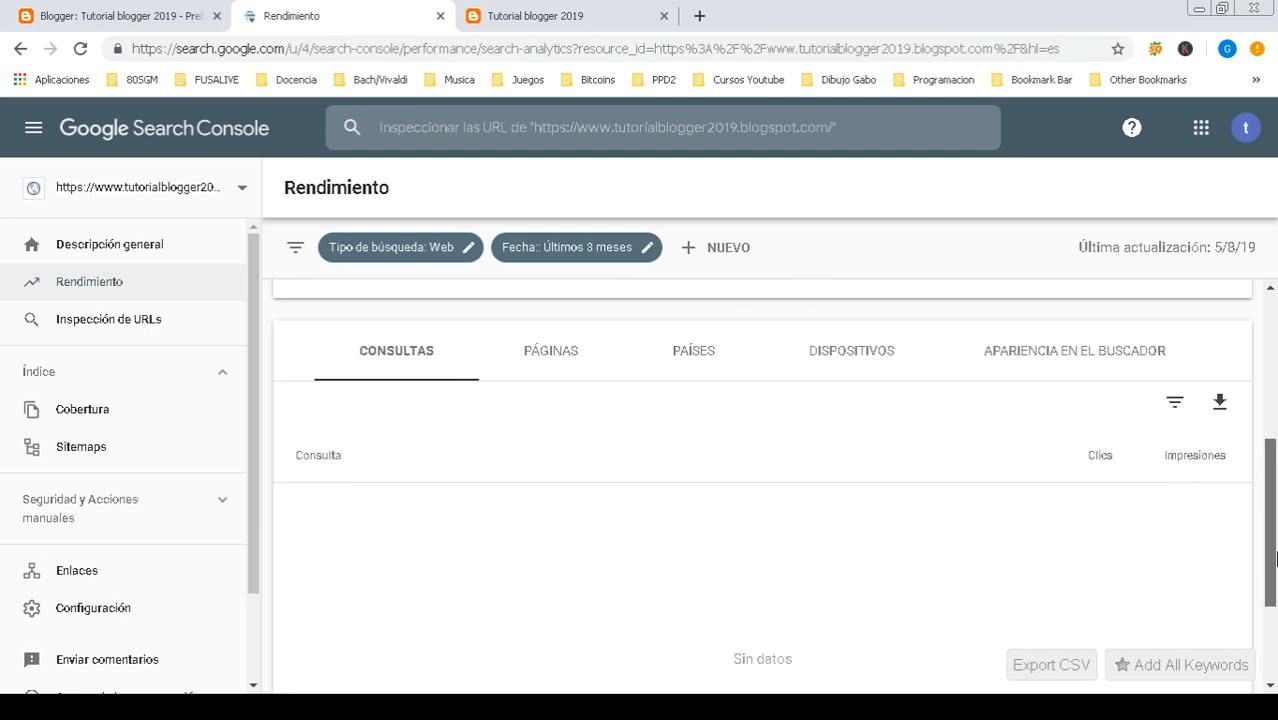 Blogger: Tutorial blogger 2019 - Pref
Rendimiento
Tutorial blogger 2019
https://search.google.com/u/4/search-console/performance/search-analytics?resource_id=https%3A%2F%2Fwww.tutorialblogger2019.blogspot.com%2F&hl=es
Aplicaciones 80SGM FUSALIVE Docencia Bach/Vivaldi Musica Juegos Bitcoins PPD2 Cursos Youtube Dibujo Gabo Programacion Bookmark Bar Other Bookmarks »
Google Search Console
Inspeccionar las URL de "https://www.tutorialblogger2019.blogspot.com/"
t
https://www.tutorialblogger20...
Rendimiento
Descripción general
Rendimiento
Inspección de URLs
Índice
Cobertura
Sitemaps
Seguridad y Acciones
manuales
Enlaces
Configuración
Enviar comentarios
Tipo de búsqueda: Web
Fecha:: Últimos 3 meses
NUEVO
Última actualización: 5/8/19
CONSULTAS PÁGINAS PAÍSES DISPOSITIVOS APARIENCIA EN EL BUSCADOR
Consulta Clics Impresiones
Sin datos
Export CSV
Add All Keywords